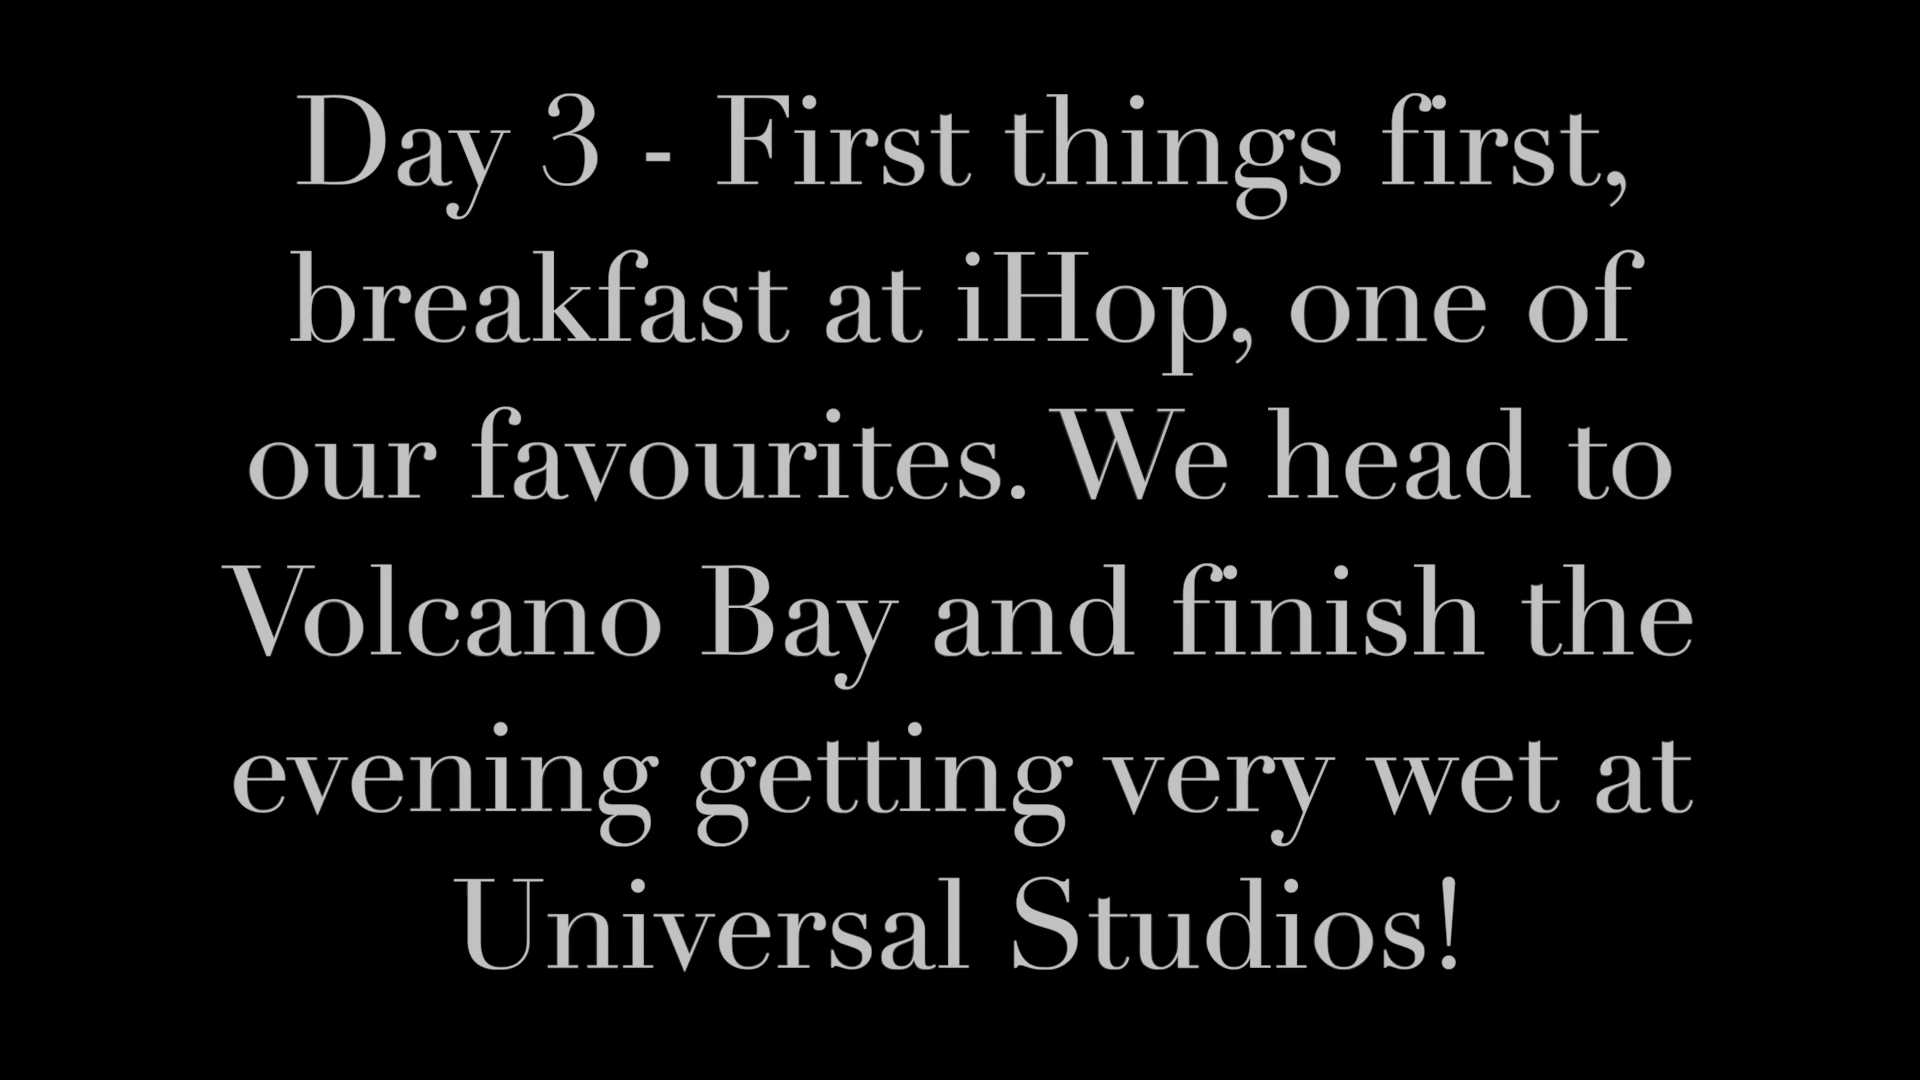 Day 3 - First things first,
breakfast at iHop, one of
our favourites. We head to
Volcano Bay and finish the
evening getting very wet at
Universal Studios!